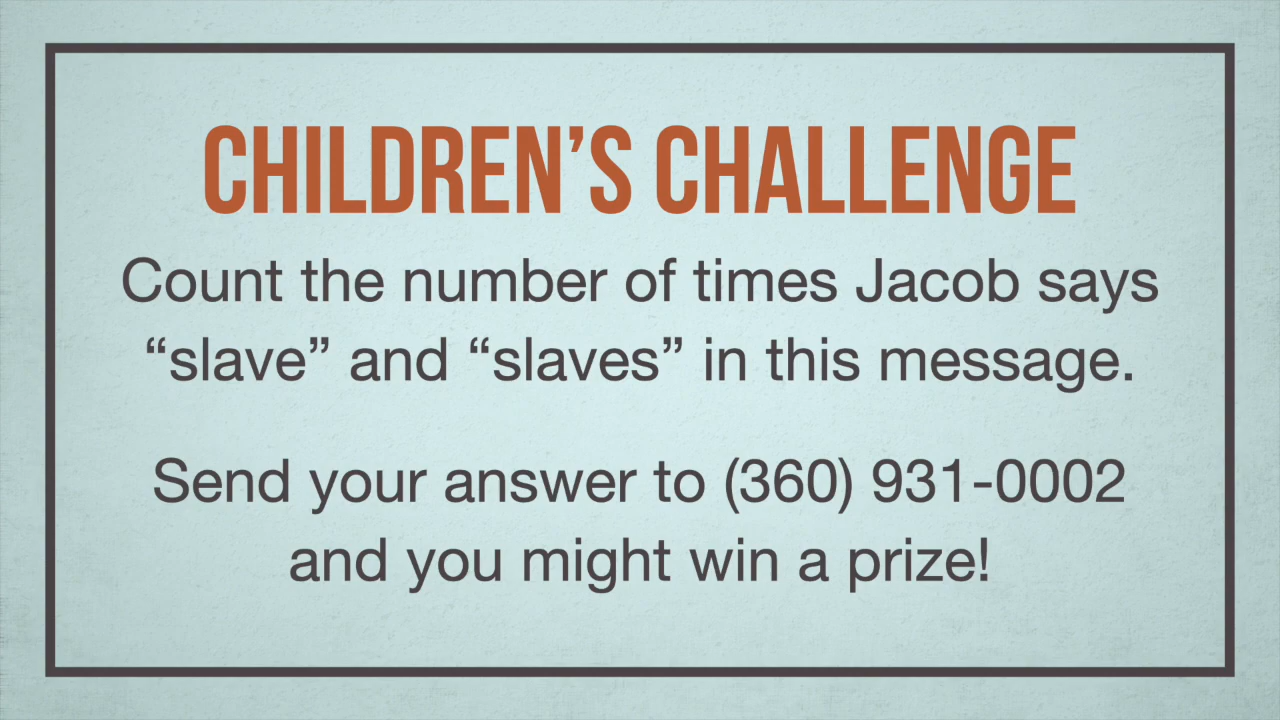 CHILDREN’S CHALLENGE
Count the number of times Jacob says
“slave” and “slaves” in this message.
Send your answer to (360) 931-0002
and you might win a prize!